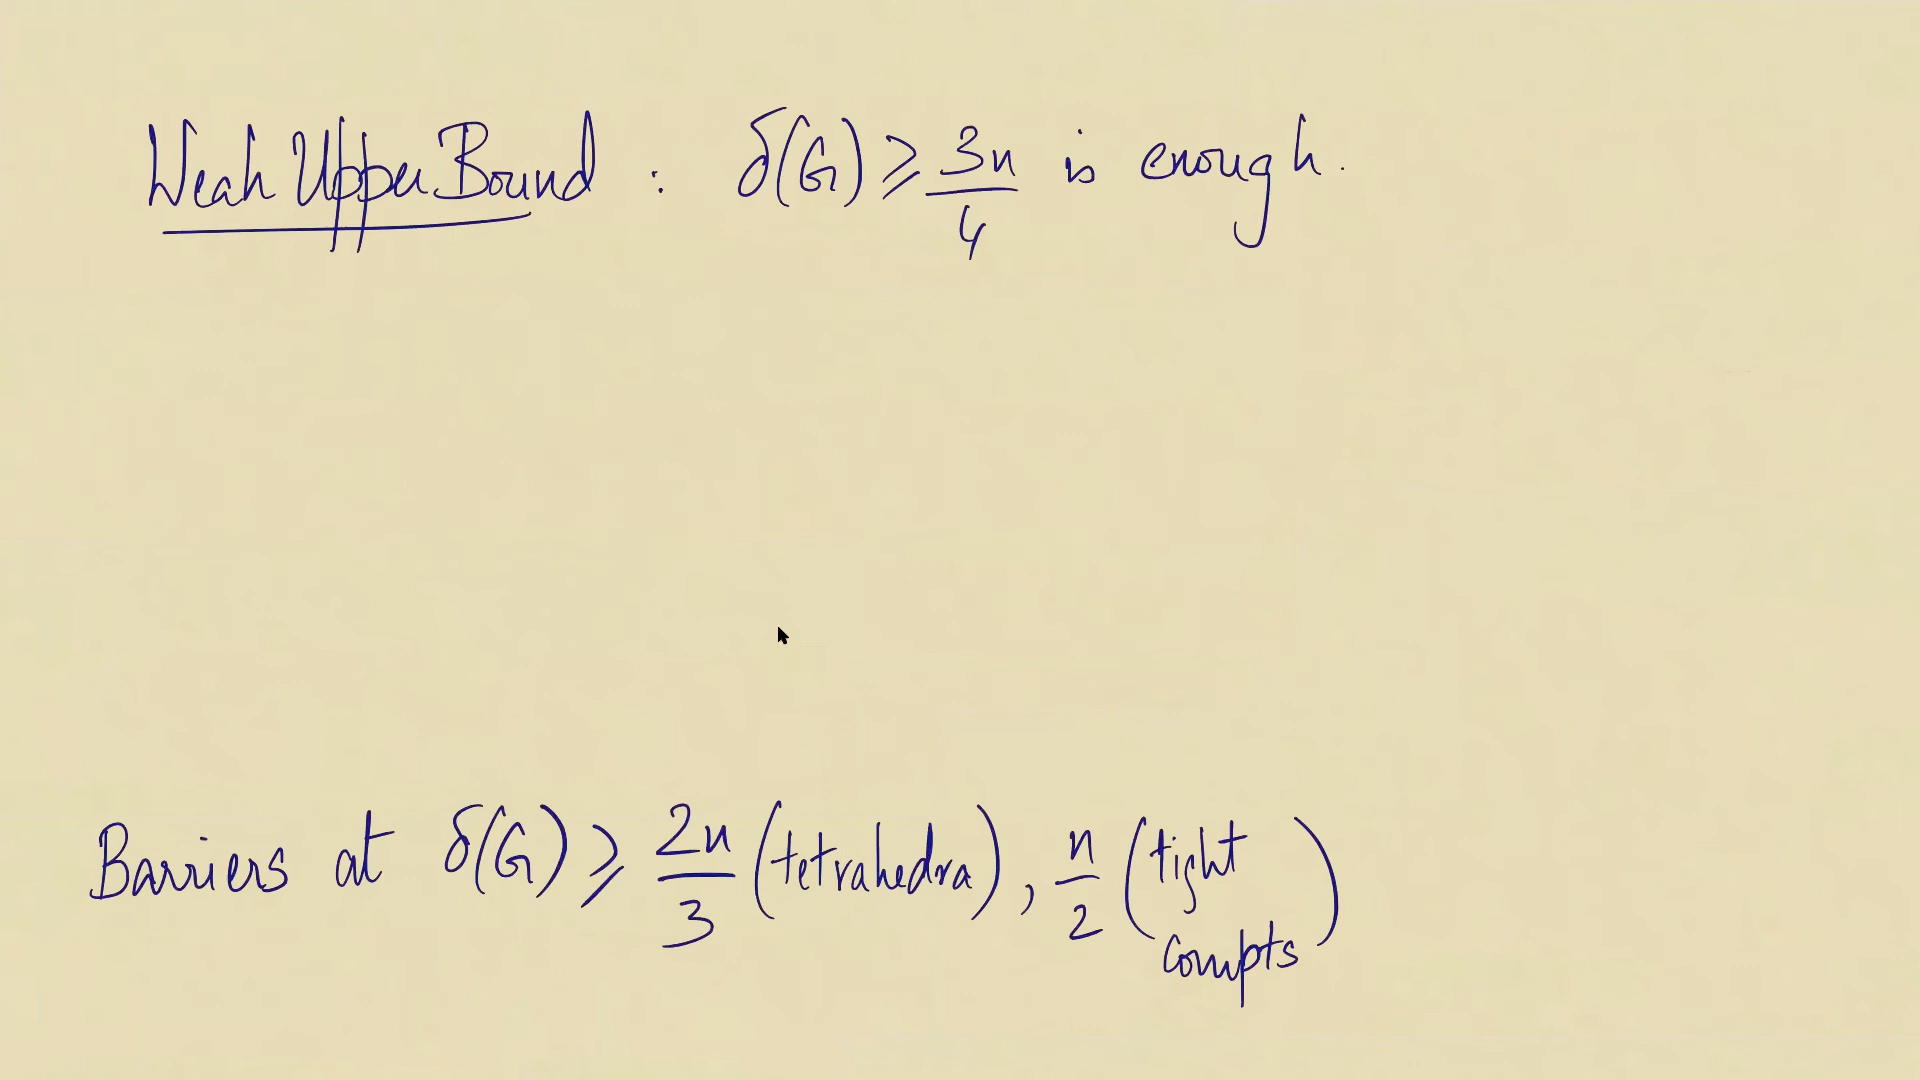 Weak Upper Bound : δ(G) ≥ 3n/4 is enough.
Barriers at δ(G) ≥ 2n/3 (tetrahedra), n/2 (tight
compts)